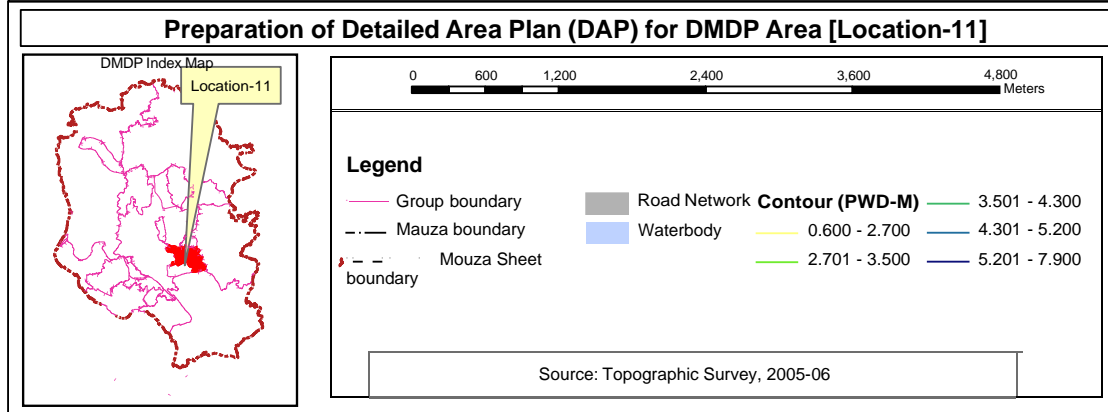 Preparation of Detailed Area Plan (DAP) for DMDP Area [Location-11]
DMDP Index Map
Location-11
0 600 1,200 2,400 3,600 4,800
Meters
Legend
Group boundary
Mauza boundary
Mouza Sheet
boundary
Road Network
Waterbody
Contour (PWD-M)
0.600 - 2.700
2.701 - 3.500
3.501 - 4.300
4.301 - 5.200
5.201 - 7.900
Source: Topographic Survey, 2005-06